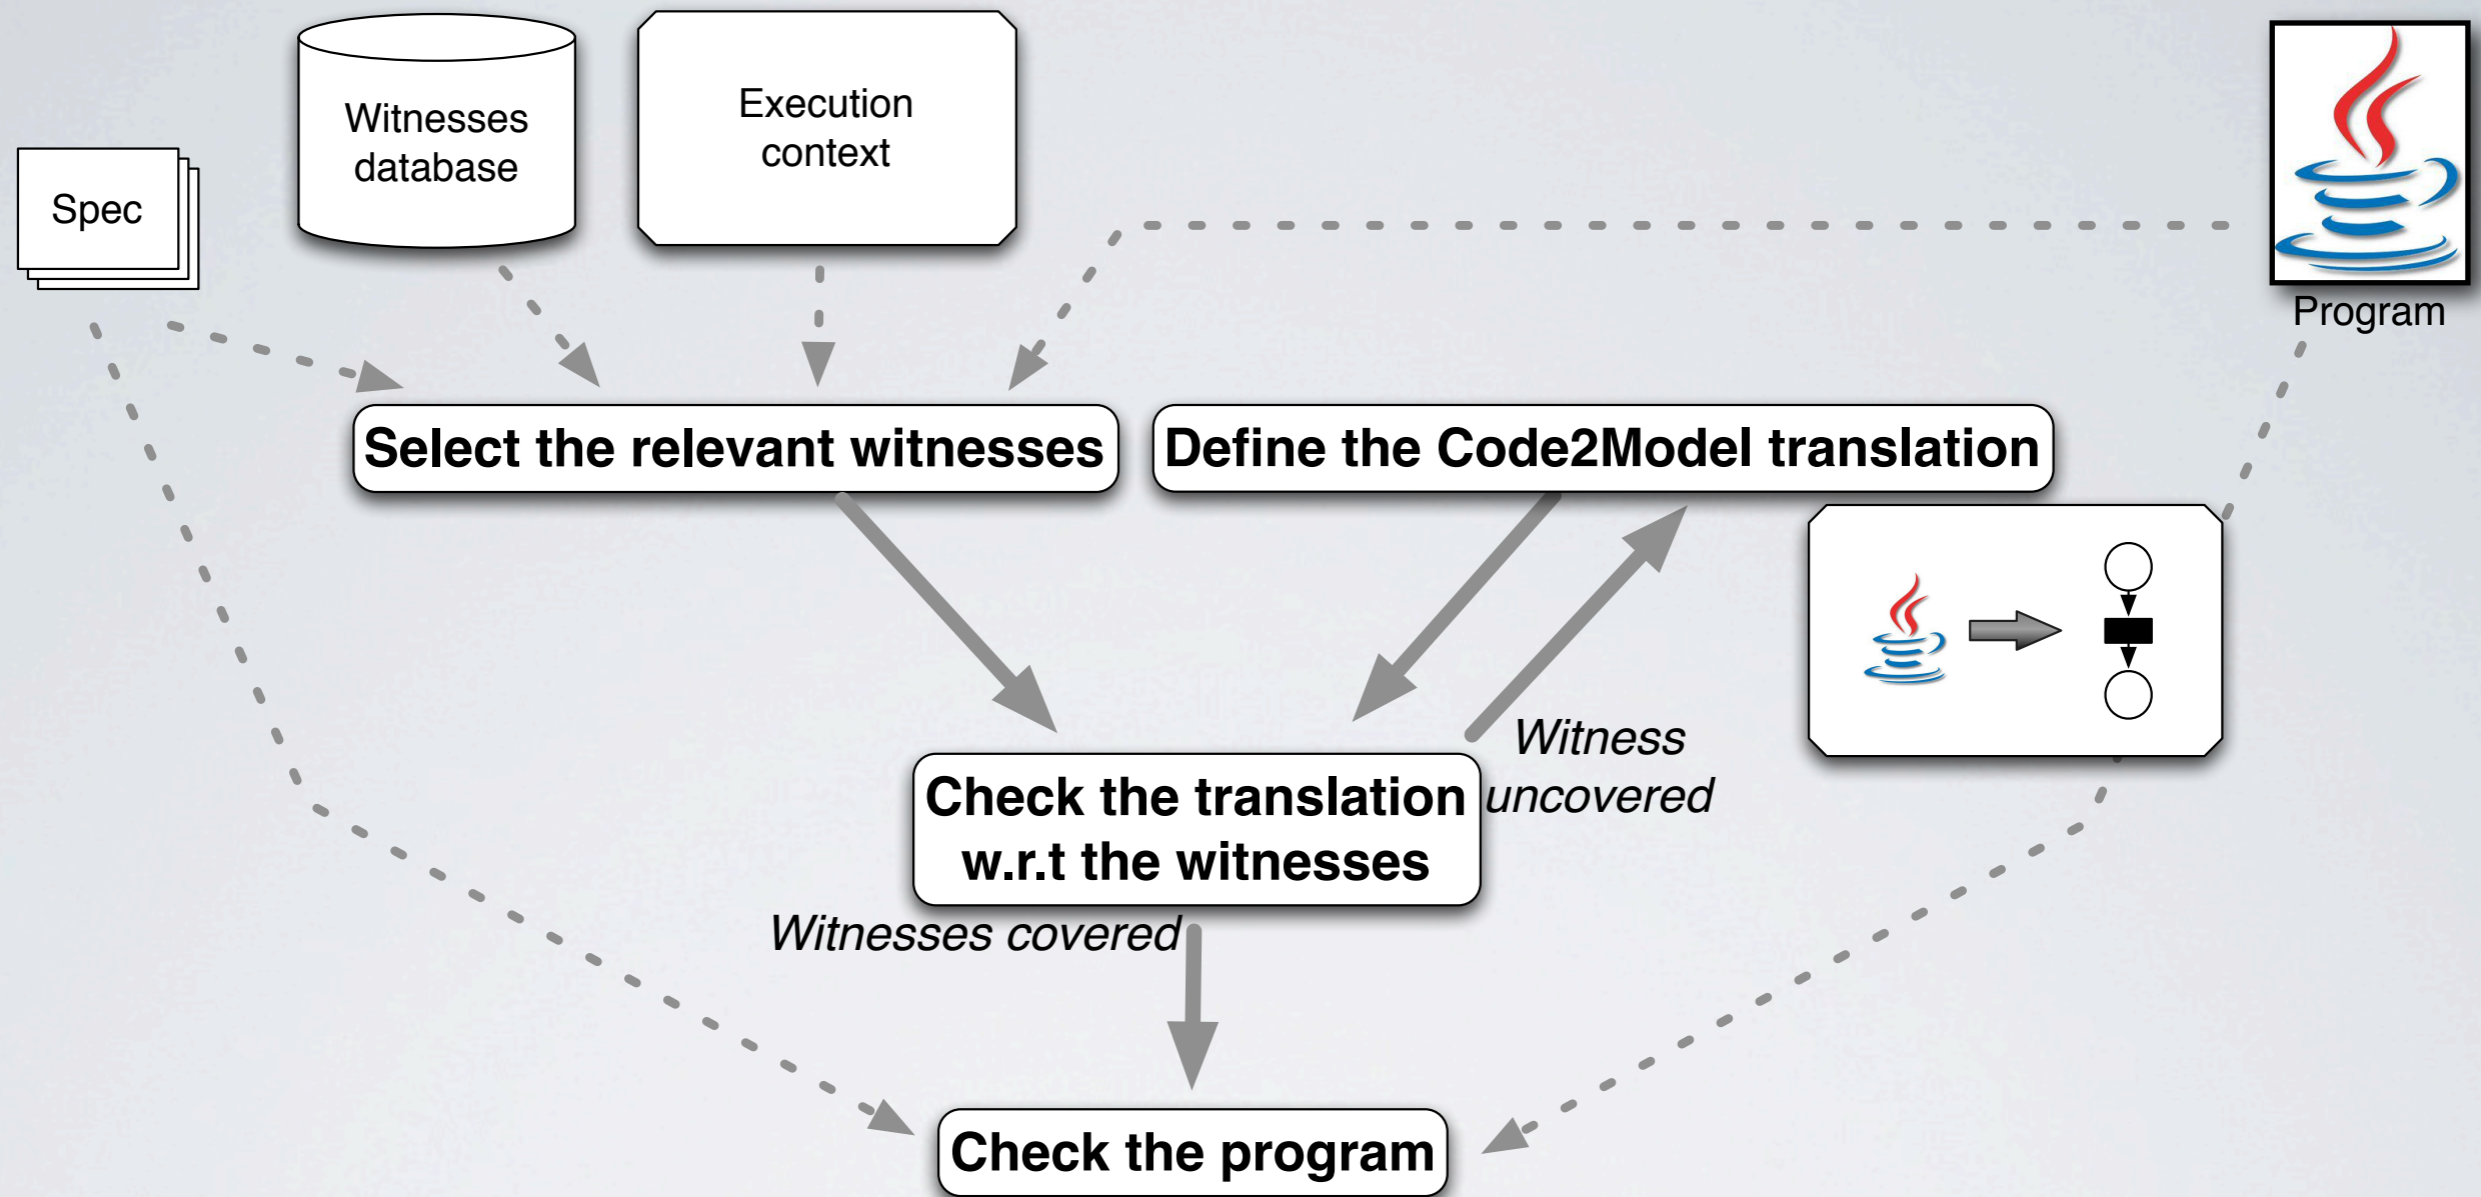 Witnesses
database
Execution
context
Spec
Program
Select the relevant witnesses
Define the Code2Model translation
Witness
uncovered
Check the translation
w.r.t the witnesses
Witnesses covered
Check the program